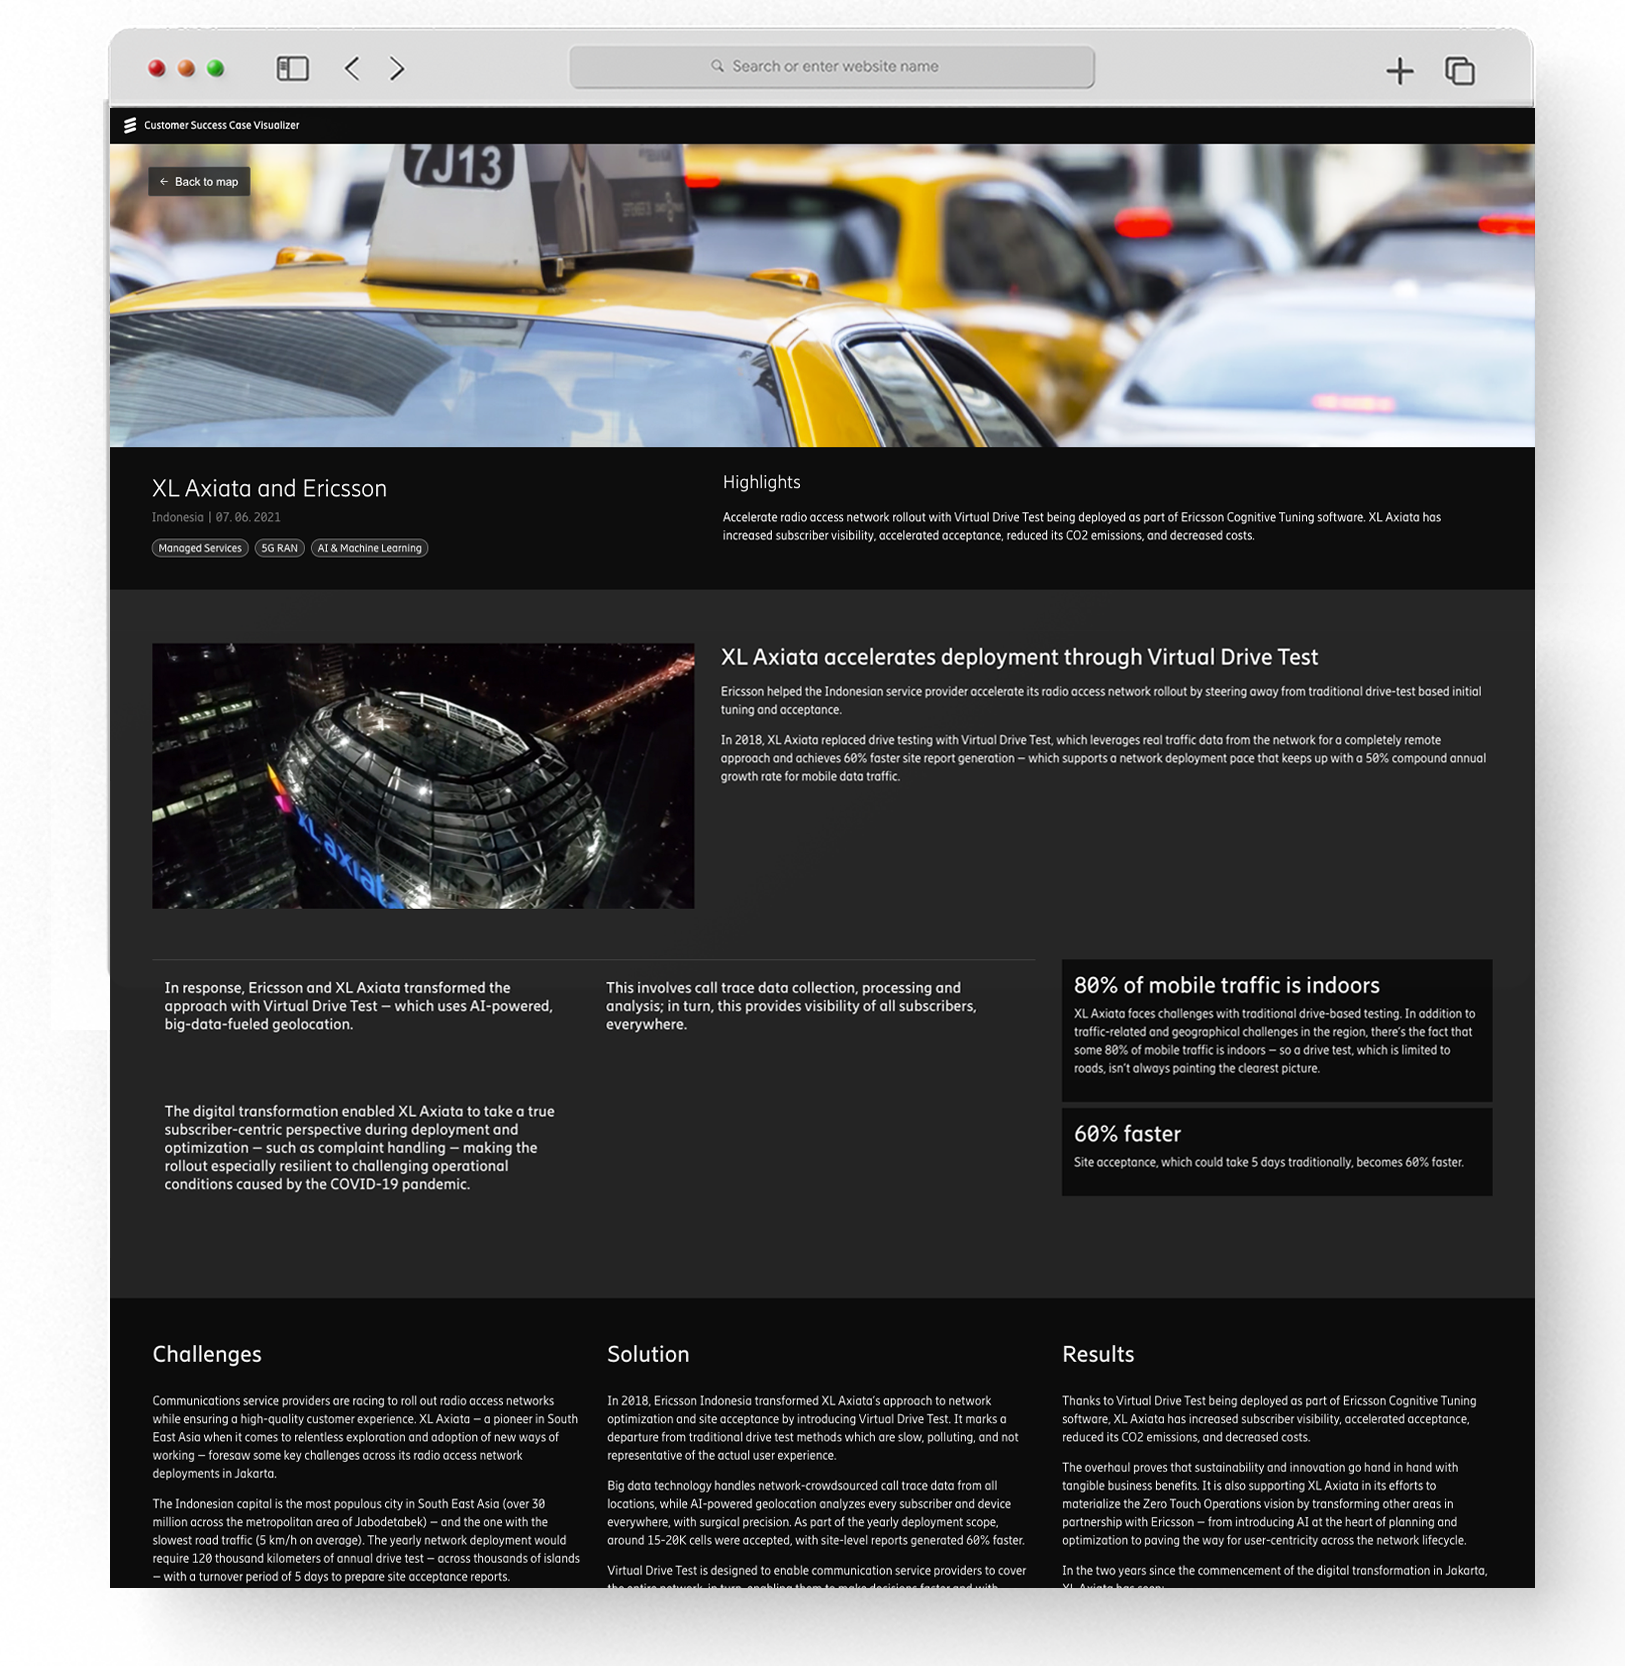 Search or enter website name
Customer Success Case Visualizer
7J13
← Back to map
XL Axiata and Ericsson
Indonesia | 07. 06. 2021
Managed Services
5G RAN
AI & Machine Learning
Highlights
Accelerate radio access network rollout with Virtual Drive Test being deployed as part of Ericsson Cognitive Tuning software. XL Axiata has
increased subscriber visibility, accelerated acceptance, reduced its CO2 emissions, and decreased costs.
XL axiat
XL Axiata accelerates deployment through Virtual Drive Test
Ericsson helped the Indonesian service provider accelerate its radio access network rollout by steering away from traditional drive-test based initial
tuning and acceptance.
In 2018, XL Axiata replaced drive testing with Virtual Drive Test, which leverages real traffic data from the network for a completely remote
approach and achieves 60% faster site report generation – which supports a network deployment pace that keeps up with a 50% compound annual
growth rate for mobile data traffic.
In response, Ericsson and XL Axiata transformed the
approach with Virtual Drive Test – which uses AI-powered,
big-data-fueled geolocation.
This involves call trace data collection, processing and
analysis; in turn, this provides visibility of all subscribers,
everywhere.
The digital transformation enabled XL Axiata to take a true
subscriber-centric perspective during deployment and
optimization – such as complaint handling – making the
rollout especially resilient to challenging operational
conditions caused by the COVID-19 pandemic.
80% of mobile traffic is indoors
XL Axiata faces challenges with traditional drive-based testing. In addition to
traffic-related and geographical challenges in the region, there's the fact that
some 80% of mobile traffic is indoors – so a drive test, which is limited to
roads, isn't always painting the clearest picture.
60% faster
Site acceptance, which could take 5 days traditionally, becomes 60% faster.
Challenges
Communications service providers are racing to roll out radio access networks
while ensuring a high-quality customer experience. XL Axiata – a pioneer in South
East Asia when it comes to relentless exploration and adoption of new ways of
working – foresaw some key challenges across its radio access network
deployments in Jakarta.
The Indonesian capital is the most populous city in South East Asia (over 30
million across the metropolitan area of Jabodetabek) – and the one with the
slowest road traffic (5 km/h on average). The yearly network deployment would
require 120 thousand kilometers of annual drive test – across thousands of islands
– with a turnover period of 5 days to prepare site acceptance reports.
Solution
In 2018, Ericsson Indonesia transformed XL Axiata's approach to network
optimization and site acceptance by introducing Virtual Drive Test. It marks a
departure from traditional drive test methods which are slow, polluting, and not
representative of the actual user experience.
Big data technology handles network-crowdsourced call trace data from all
locations, while AI-powered geolocation analyzes every subscriber and device
everywhere, with surgical precision. As part of the yearly deployment scope,
around 15-20K cells were accepted, with site-level reports generated 60% faster.
Virtual Drive Test is designed to enable communication service providers to cover
the entire network, in turn, enabling them to make decisions faster and with
Results
Thanks to Virtual Drive Test being deployed as part of Ericsson Cognitive Tuning
software, XL Axiata has increased subscriber visibility, accelerated acceptance,
reduced its CO2 emissions, and decreased costs.
The overhaul proves that sustainability and innovation go hand in hand with
tangible business benefits. It is also supporting XL Axiata in its efforts to
materialize the Zero Touch Operations vision by transforming other areas in
partnership with Ericsson – from introducing AI at the heart of planning and
optimization to paving the way for user-centricity across the network lifecycle.
In the two years since the commencement of the digital transformation in Jakarta,
XL Axiata has seen: